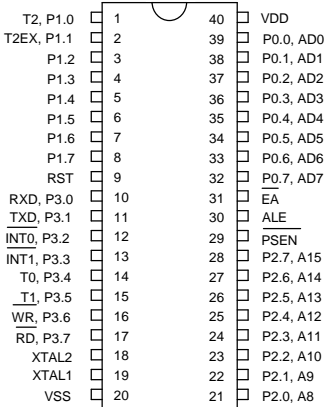 T2, P1.0 1 40 VDD
T2EX, P1.1 2 39 P0.0, AD0
P1.2 3 38 P0.1, AD1
P1.3 4 37 P0.2, AD2
P1.4 5 36 P0.3, AD3
P1.5 6 35 P0.4, AD4
P1.6 7 34 P0.5, AD5
P1.7 8 33 P0.6, AD6
RST 9 32 P0.7, AD7
RXD, P3.0 10 31 EA
TXD, P3.1 11 30 ALE
INT0, P3.2 12 29 PSEN
INT1, P3.3 13 28 P2.7, A15
T0, P3.4 14 27 P2.6, A14
T1, P3.5 15 26 P2.5, A13
WR, P3.6 16 25 P2.4, A12
RD, P3.7 17 24 P2.3, A11
XTAL2 18 23 P2.2, A10
XTAL1 19 22 P2.1, A9
VSS 20 21 P2.0, A8